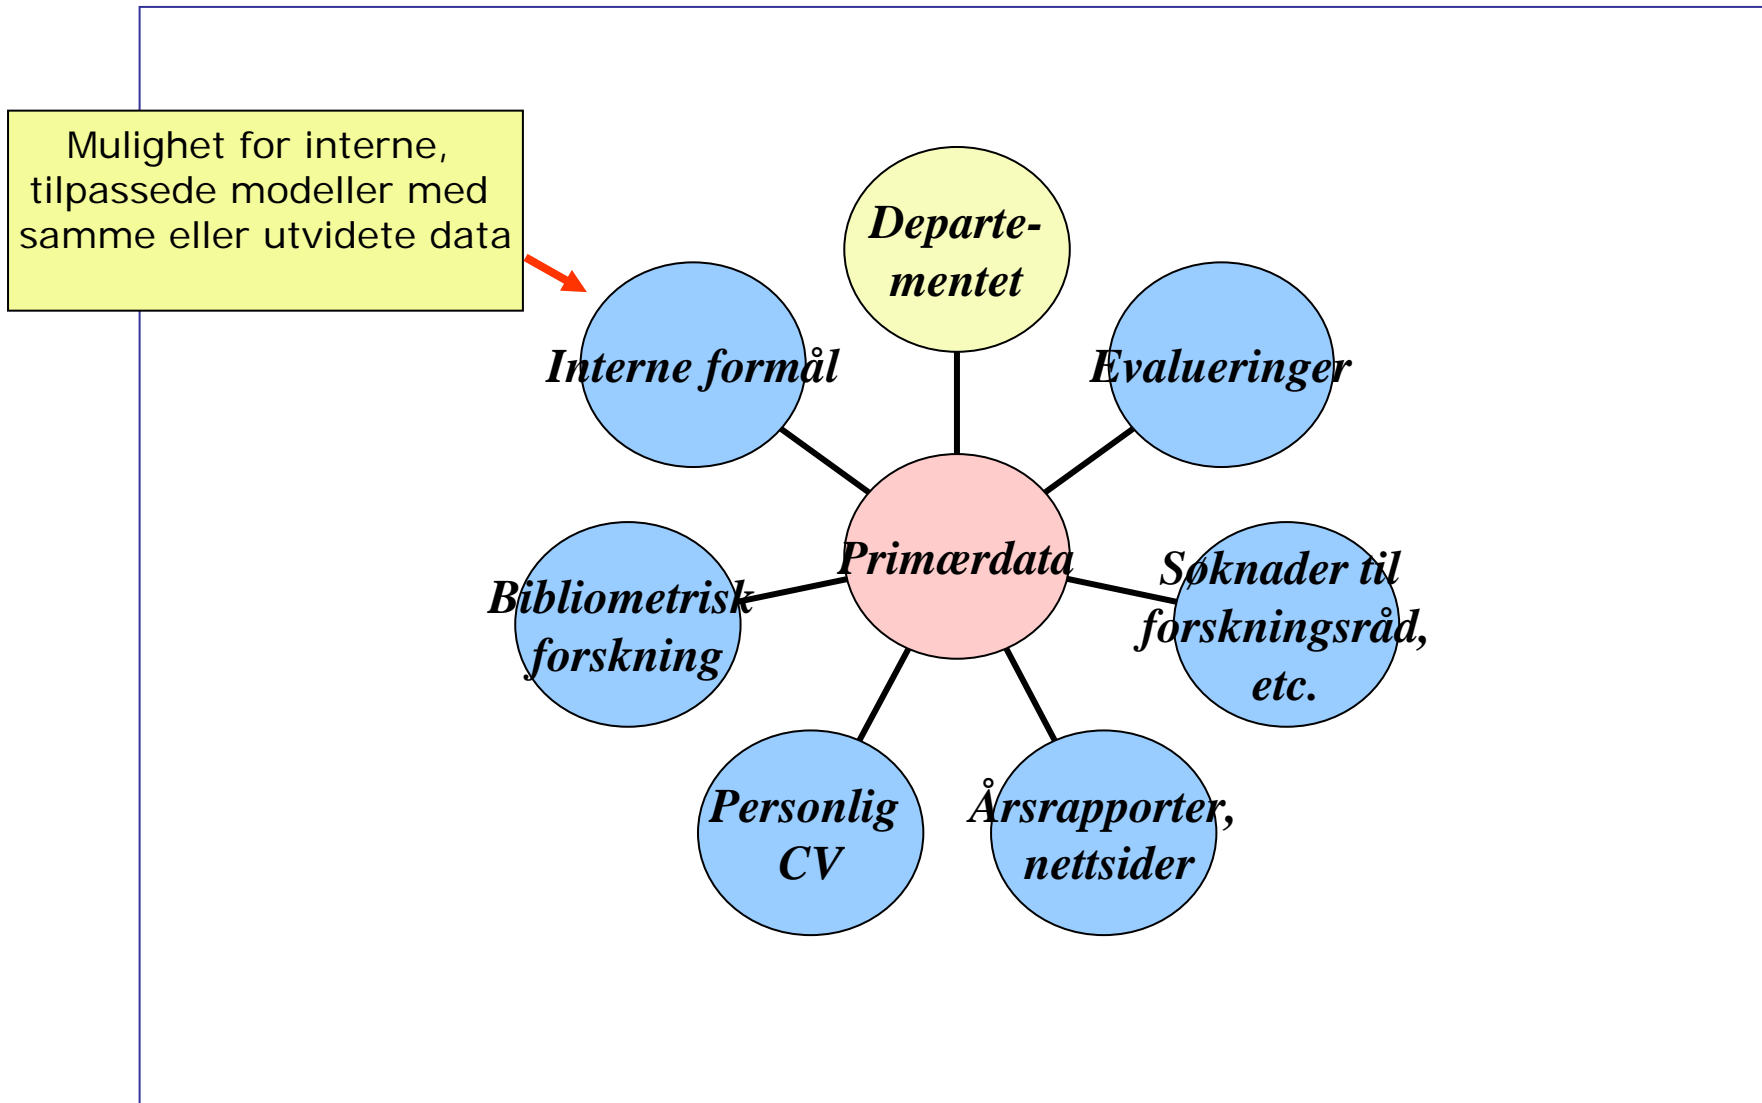 Mulighet for interne,
tilpassede modeller med
samme eller utvidete data
Departe-
mentet
Interne formål
Evalueringer
Primærdata
Bibliometrisk
forskning
Søknader til
forskningsråd,
etc.
Personlig
CV
Årsrapporter,
nettsider